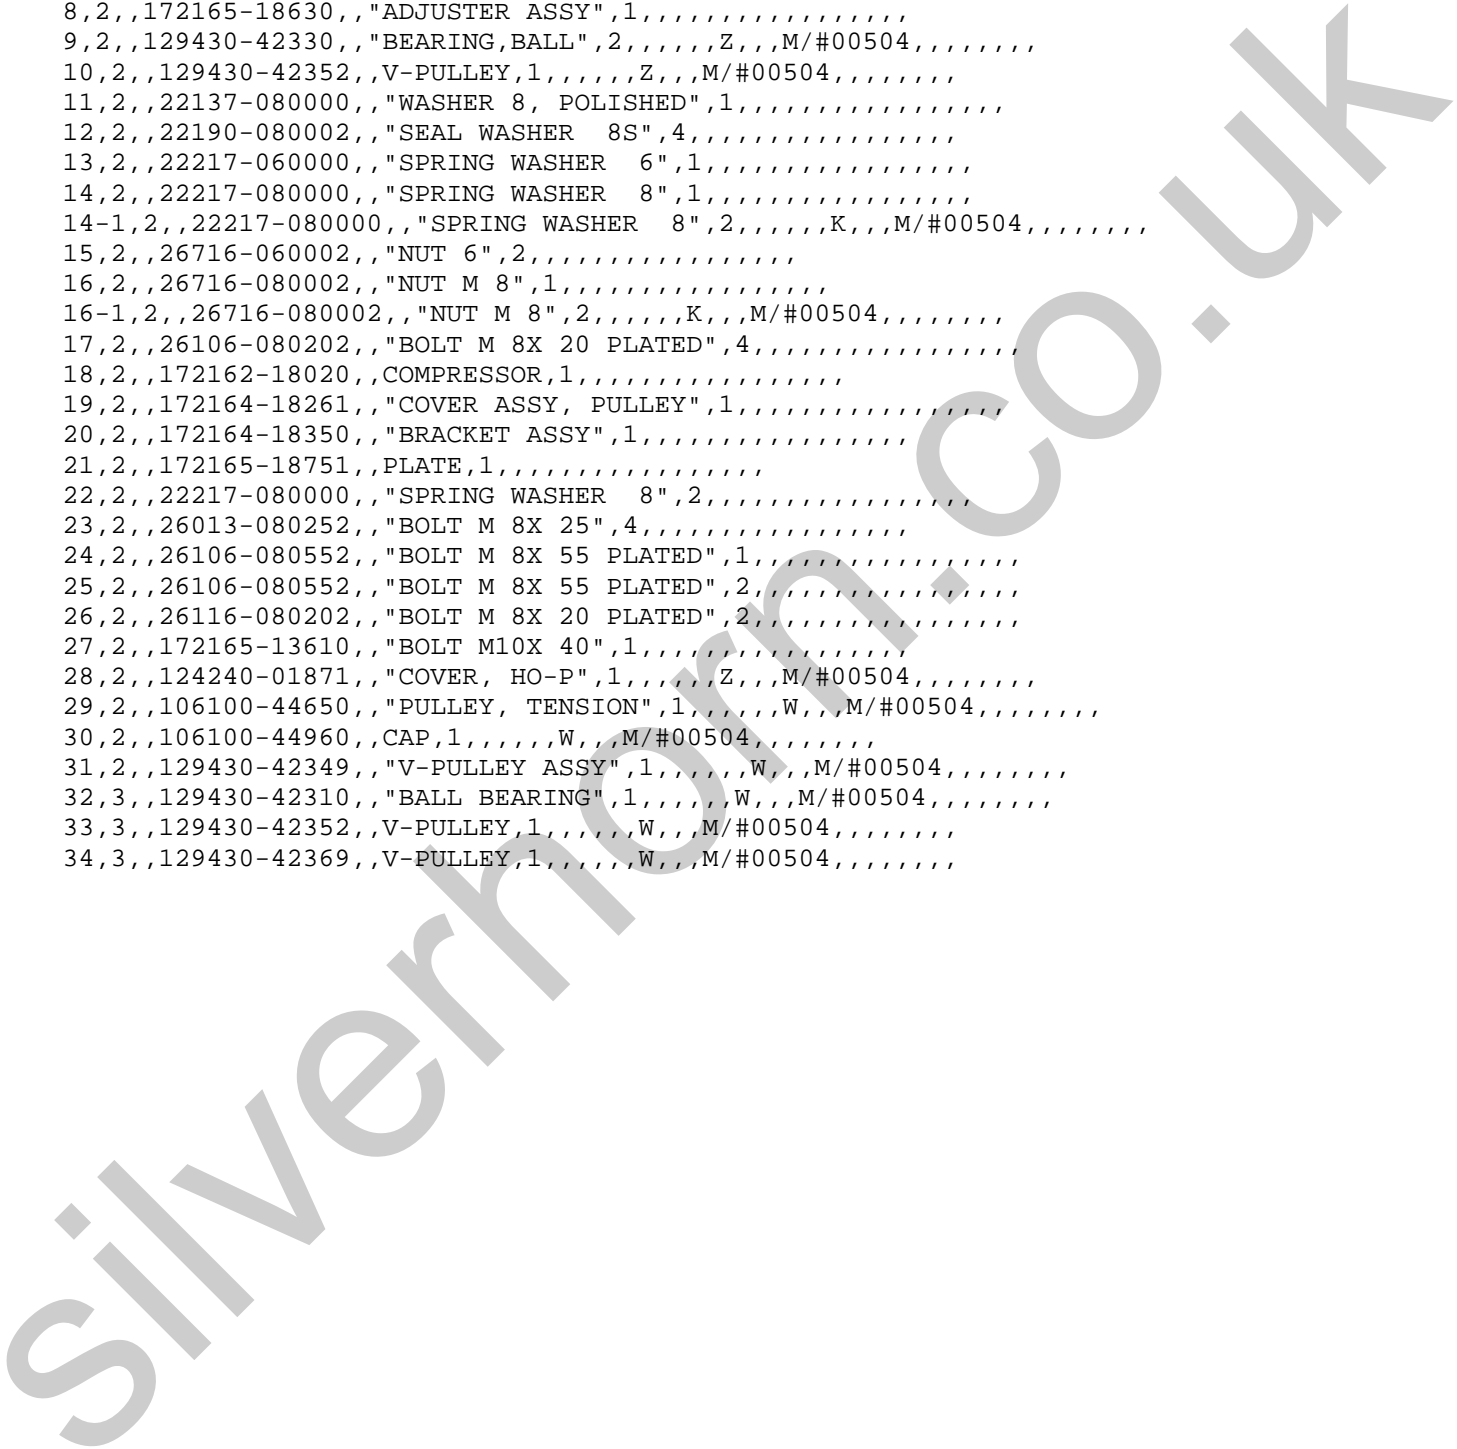 8,2,,172165-18630,,"ADJUSTER ASSY",1,,,,,,,,,,,,,,,,,
9,2,,129430-42330,,"BEARING,BALL",2,,,,,,Z,,,M/#00504,,,,,,,,
10,2,,129430-42352,,V-PULLEY,1,,,,,,Z,,,M/#00504,,,,,,,,
11,2,,22137-080000,,"WASHER 8, POLISHED",1,,,,,,,,,,,,,,,,,
12,2,,22190-080002,,"SEAL WASHER  8S",4,,,,,,,,,,,,,,,,,
13,2,,22217-060000,,"SPRING WASHER  6",1,,,,,,,,,,,,,,,,,
14,2,,22217-080000,,"SPRING WASHER  8",1,,,,,,,,,,,,,,,,,
14-1,2,,22217-080000,,"SPRING WASHER  8",2,,,,,,K,,,M/#00504,,,,,,,,
15,2,,26716-060002,,"NUT 6",2,,,,,,,,,,,,,,,,,
16,2,,26716-080002,,"NUT M 8",1,,,,,,,,,,,,,,,,,
16-1,2,,26716-080002,,"NUT M 8",2,,,,,,K,,,M/#00504,,,,,,,,
17,2,,26106-080202,,"BOLT M 8X 20 PLATED",4,,,,,,,,,,,,,,,,,
18,2,,172162-18020,,COMPRESSOR,1,,,,,,,,,,,,,,,,,
19,2,,172164-18261,,"COVER ASSY, PULLEY",1,,,,,,,,,,,,,,,,,
20,2,,172164-18350,,"BRACKET ASSY",1,,,,,,,,,,,,,,,,,
21,2,,172165-18751,,PLATE,1,,,,,,,,,,,,,,,,,
22,2,,22217-080000,,"SPRING WASHER  8",2,,,,,,,,,,,,,,,,,
23,2,,26013-080252,,"BOLT M 8X 25",4,,,,,,,,,,,,,,,,,
24,2,,26106-080552,,"BOLT M 8X 55 PLATED",1,,,,,,,,,,,,,,,,,
25,2,,26106-080552,,"BOLT M 8X 55 PLATED",2,,,,,,,,,,,,,,,,,
26,2,,26116-080202,,"BOLT M 8X 20 PLATED",2,,,,,,,,,,,,,,,,,
27,2,,172165-13610,,"BOLT M10X 40",1,,,,,,,,,,,,,,,,,
28,2,,124240-01871,,"COVER, HO-P",1,,,,,,Z,,,M/#00504,,,,,,,,
29,2,,106100-44650,,"PULLEY, TENSION",1,,,,,,W,,,M/#00504,,,,,,,,
30,2,,106100-44960,,CAP,1,,,,,,W,,,M/#00504,,,,,,,,
31,2,,129430-42349,,"V-PULLEY ASSY",1,,,,,,W,,,M/#00504,,,,,,,,
32,3,,129430-42310,,"BALL BEARING",1,,,,,,W,,,M/#00504,,,,,,,,
33,3,,129430-42352,,V-PULLEY,1,,,,,,W,,,M/#00504,,,,,,,,
34,3,,129430-42369,,V-PULLEY,1,,,,,,W,,,M/#00504,,,,,,,,
silverhorn.co.uk